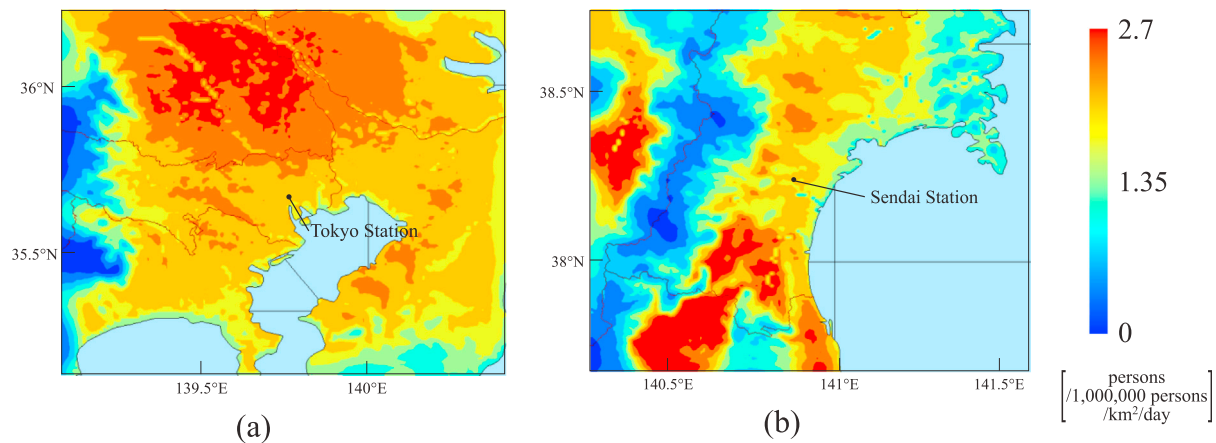 36°N
35.5°N
139.5°E
140°E
Tokyo Station
(a)
38.5°N
38°N
140.5°E
141°E
141.5°E
Sendai Station
(b)
2.7
1.35
0
persons
/1,000,000 persons
/km²/day